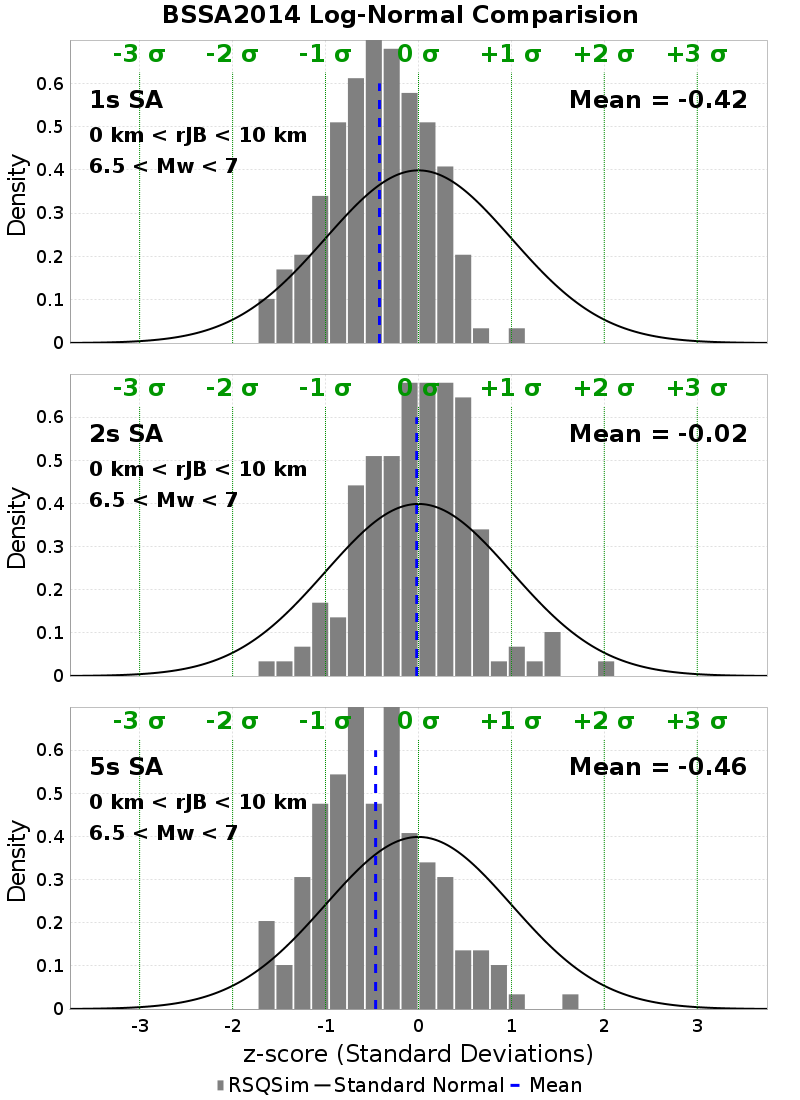 BSSA2014 Log-Normal Comparision
-3 σ -2 σ -1 σ 0 σ +1 σ +2 σ +3 σ
1s SA
Mean = -0.42
0 km < rJB < 10 km
6.5 < Mw < 7
0.6
0.5
0.4
0.3
0.2
0.1
0
Density
-3 σ -2 σ -1 σ 0 σ +1 σ +2 σ +3 σ
2s SA
Mean = -0.02
0 km < rJB < 10 km
6.5 < Mw < 7
0.6
0.5
0.4
0.3
0.2
0.1
0
Density
-3 σ -2 σ -1 σ 0 σ +1 σ +2 σ +3 σ
5s SA
Mean = -0.46
0 km < rJB < 10 km
6.5 < Mw < 7
0.6
0.5
0.4
0.3
0.2
0.1
0
Density
-3 -2 -1 0 1 2 3
z-score (Standard Deviations)
RSQSim Standard Normal Mean